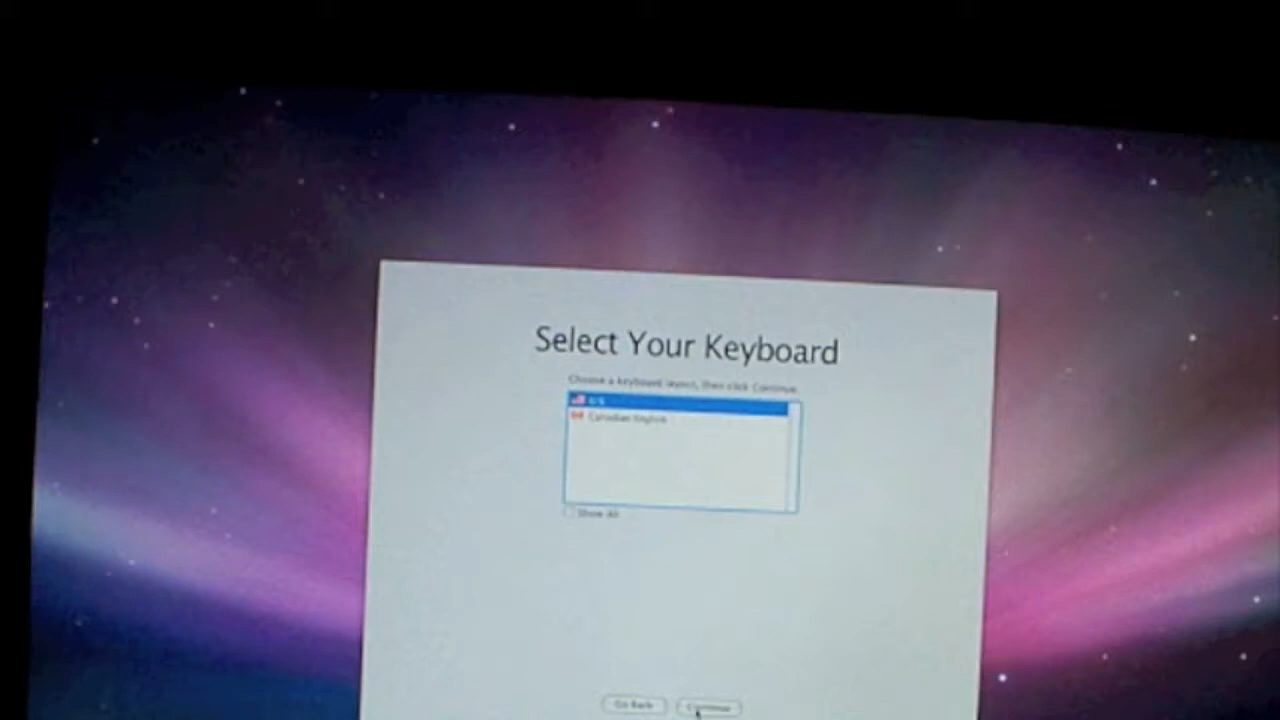 Select Your Keyboard
Choose a keyboard layout, then click Continue.
U.S.
Canadian English
Show All
Go Back
Continue